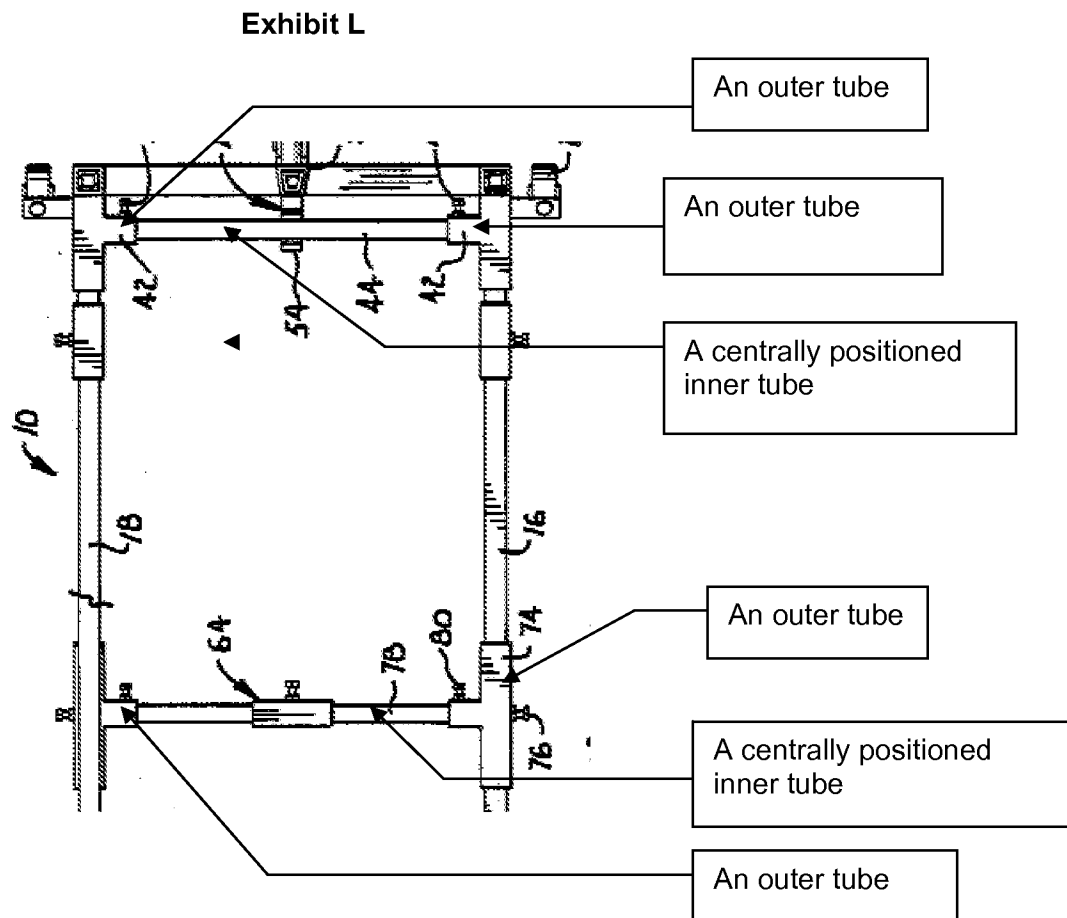 Exhibit L
An outer tube
An outer tube
42
54
44
42
A centrally positioned
inner tube
10
18
16
An outer tube
64
78
80
74
76
A centrally positioned
inner tube
An outer tube